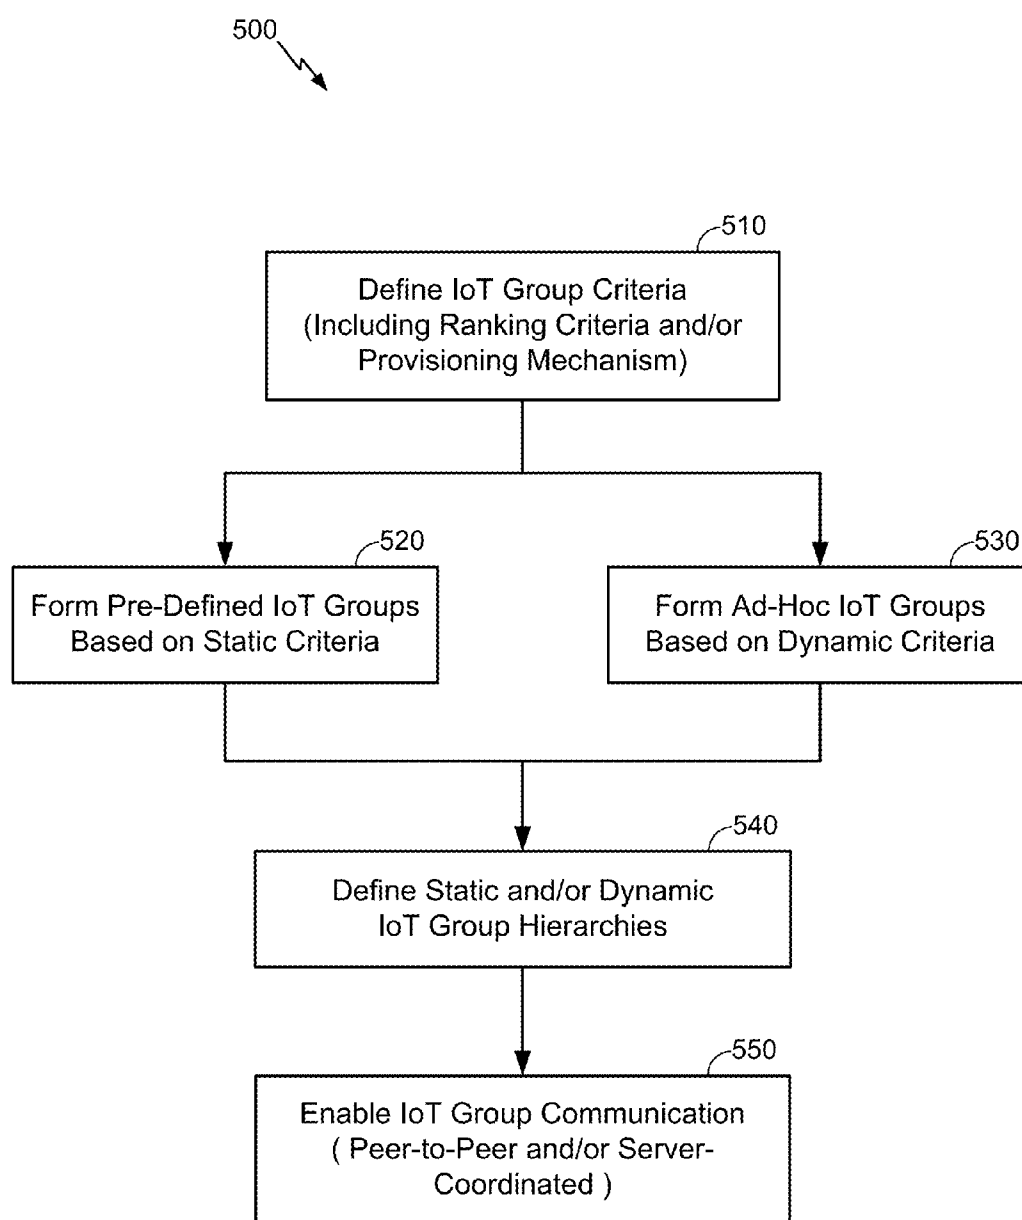 500
510
Define IoT Group Criteria
(Including Ranking Criteria and/or
Provisioning Mechanism)
520
Form Pre-Defined IoT Groups
Based on Static Criteria
530
Form Ad-Hoc IoT Groups
Based on Dynamic Criteria
540
Define Static and/or Dynamic
IoT Group Hierarchies
550
Enable IoT Group Communication
( Peer-to-Peer and/or Server-
Coordinated )